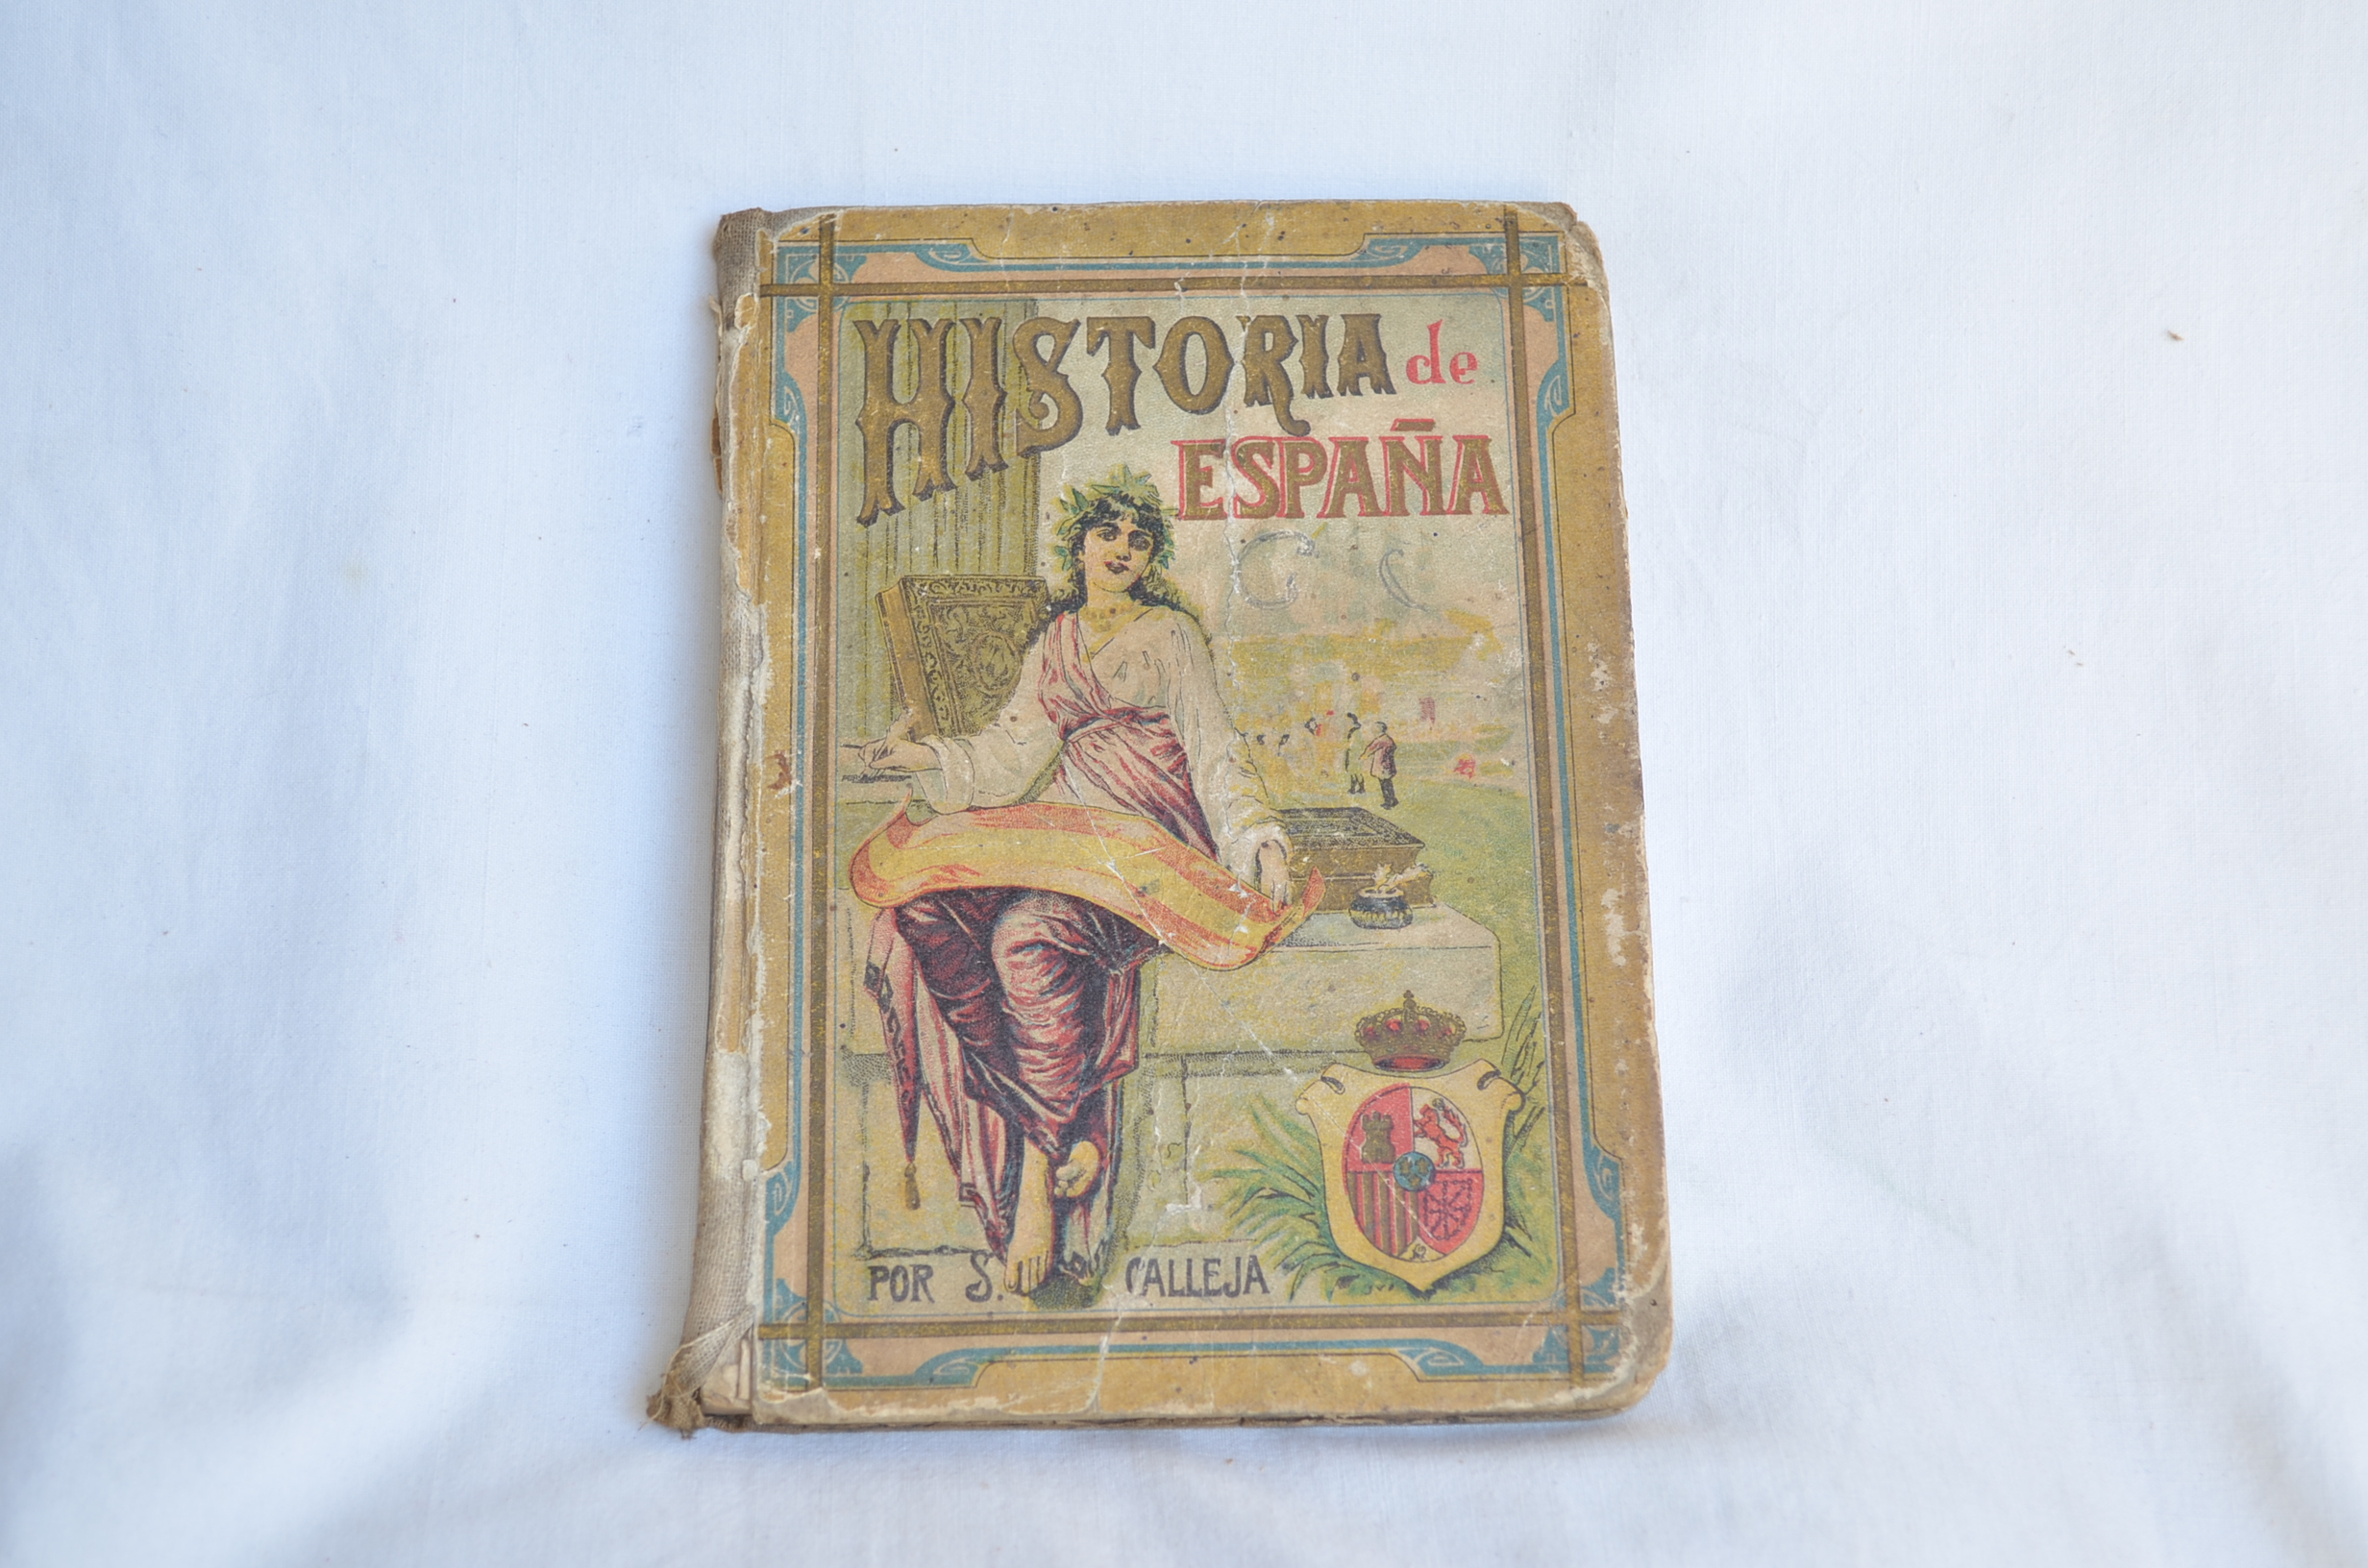 HISTORIA de
ESPAÑA
POR S. CALLEJA